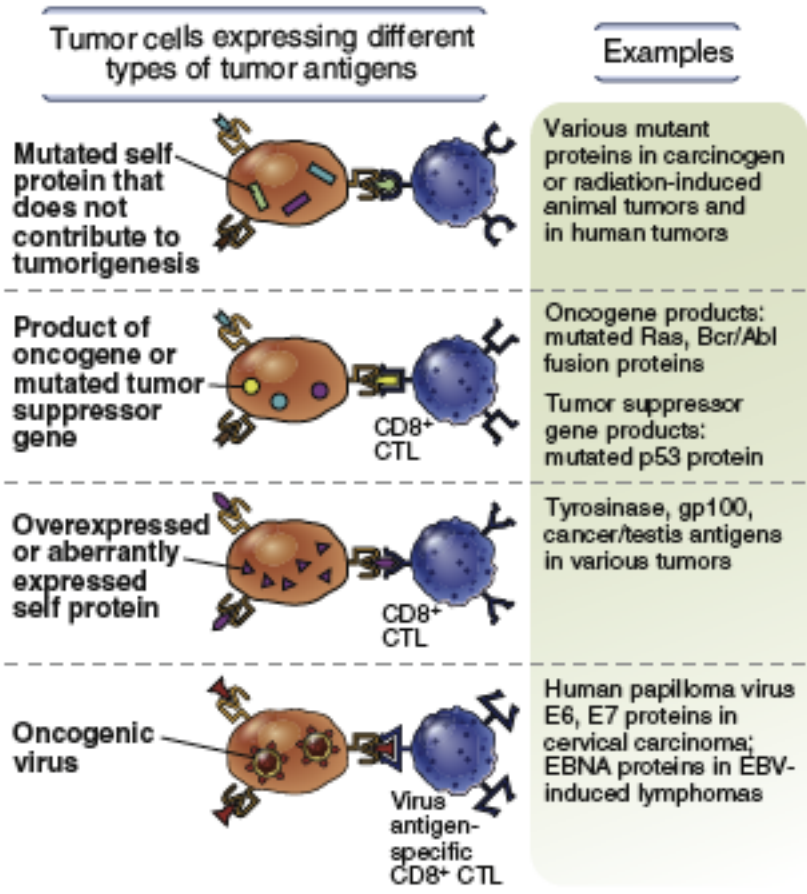 Tumor cells expressing different
types of tumor antigens
Examples
Mutated self
protein that
does not
contribute to
tumorigenesis
Various mutant
proteins in carcinogen
or radiation-induced
animal tumors and
in human tumors
Product of
oncogene or
mutated tumor
suppressor
gene
CD8+
CTL
Oncogene products:
mutated Ras, Bcr/Abl
fusion proteins
Tumor suppressor
gene products:
mutated p53 protein
Overexpressed
or aberrantly
expressed
self protein
CD8+
CTL
Tyrosinase, gp100,
cancer/testis antigens
in various tumors
Oncogenic
virus
Virus
antigen-
specific
CD8+ CTL
Human papilloma virus
E6, E7 proteins in
cervical carcinoma;
EBNA proteins in EBV-
induced lymphomas